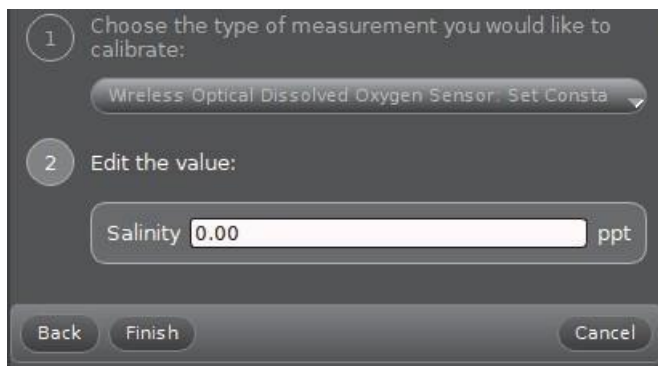 1 Choose the type of measurement you would like to
calibrate:
Wireless Optical Dissolved Oxygen Sensor: Set Consta
2 Edit the value:
Salinity 0.00 ppt
Back Finish Cancel